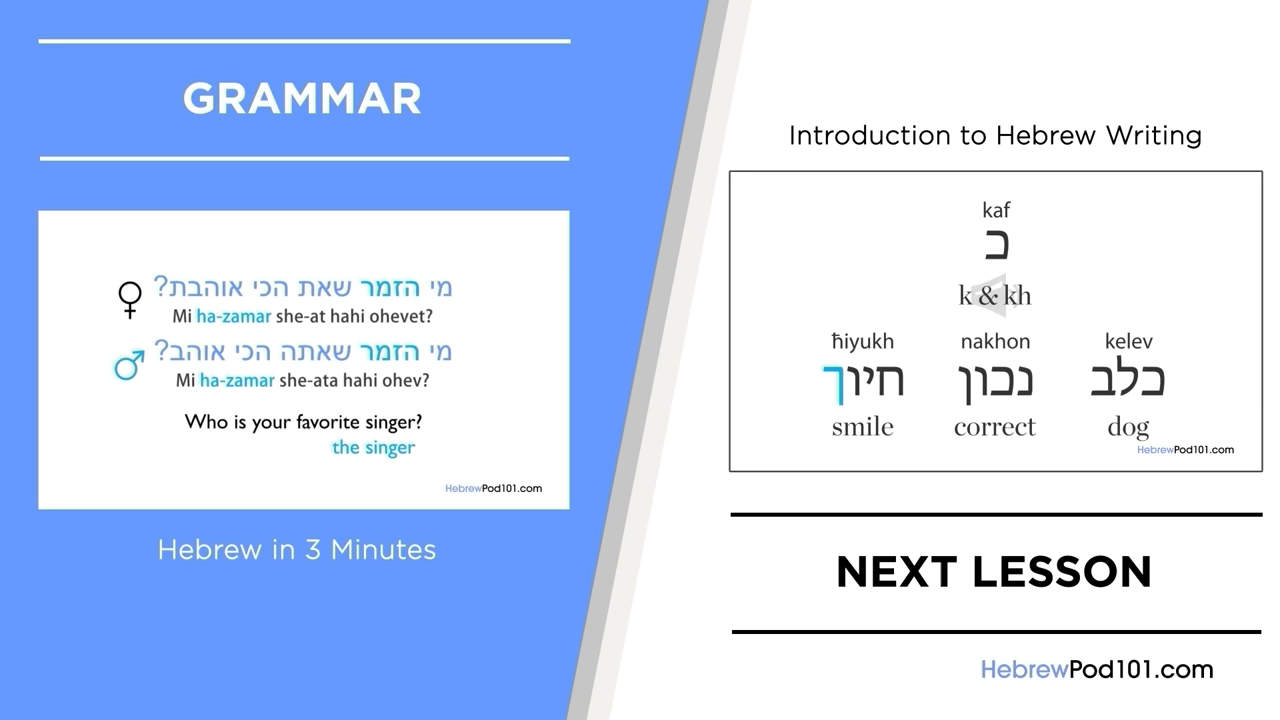 GRAMMAR
מי הזמר שאת הכי אוהבת?
Mi ha-zamar she-at hahi ohevet?
מי הזמר שאתה הכי אוהב?
Mi ha-zamar she-ata hahi ohev?
Who is your favorite singer?
the singer
HebrewPod101.com
Hebrew in 3 Minutes
Introduction to Hebrew Writing
kaf
כ
k & kh
ħiyukh nakhon kelev
חיוך נכון כלב
smile correct dog
HebrewPod101.com
NEXT LESSON
HebrewPod101.com